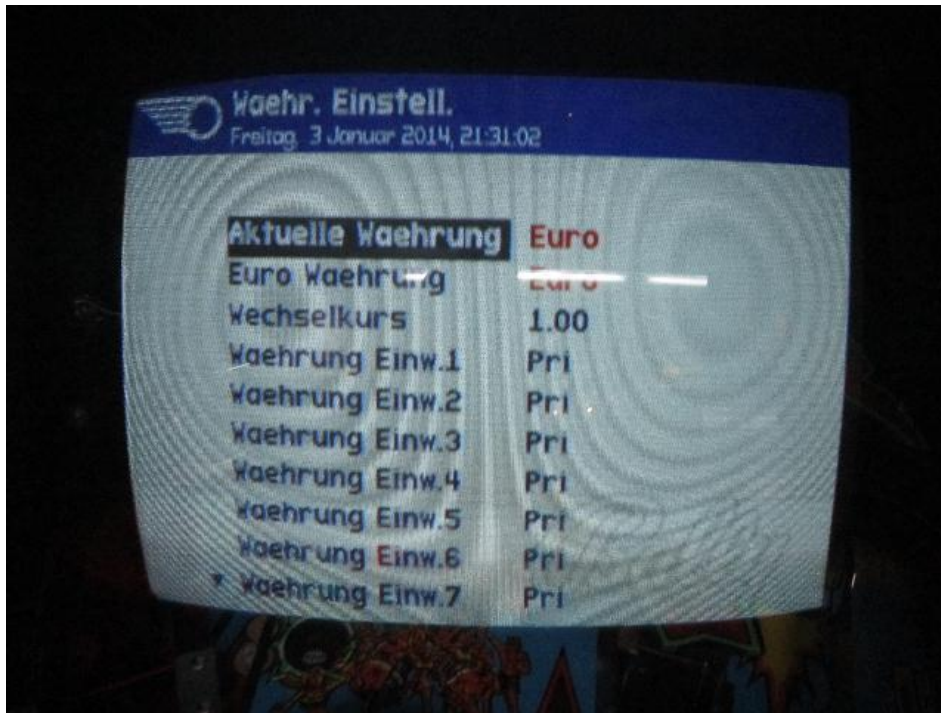 Waehr. Einstell.
Freitag, 3 Januar 2014, 21:31:02
Aktuelle Waehrung Euro
Euro Waehrung Euro
Wechselkurs 1.00
Waehrung Einw.1 Pri
Waehrung Einw.2 Pri
Waehrung Einw.3 Pri
Waehrung Einw.4 Pri
Waehrung Einw.5 Pri
Waehrung Einw.6 Pri
Waehrung Einw.7 Pri